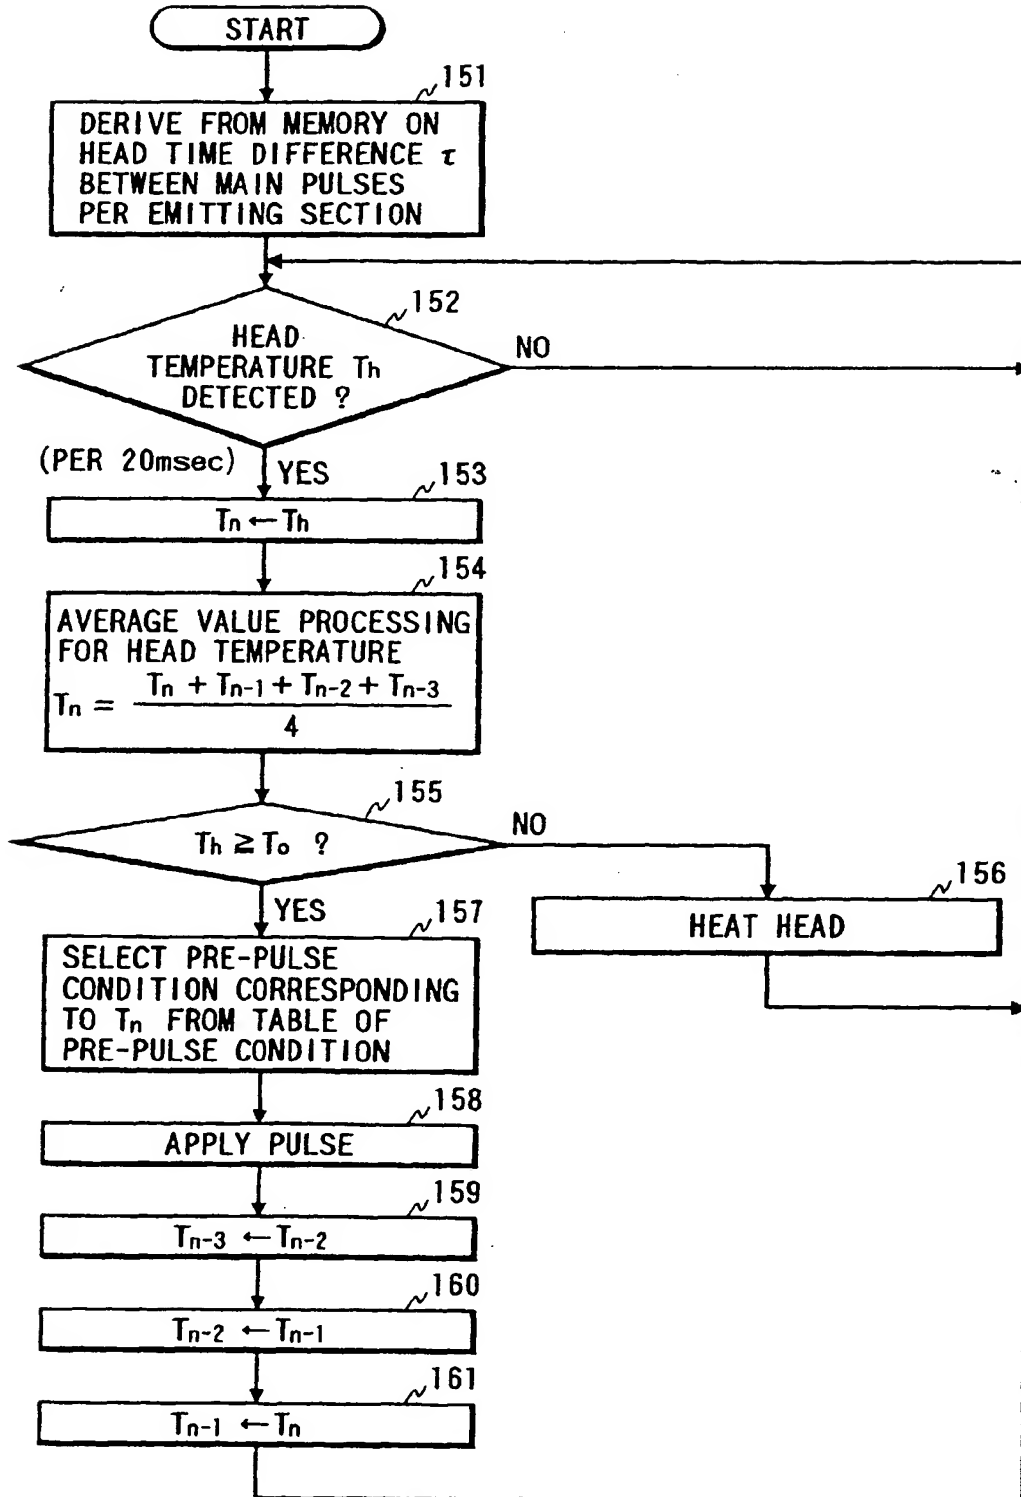 START
151
DERIVE FROM MEMORY ON
HEAD TIME DIFFERENCE τ
BETWEEN MAIN PULSES
PER EMITTING SECTION
152
HEAD
TEMPERATURE Th
DETECTED ?
NO
(PER 20msec)
YES
153
Tn ← Th
154
AVERAGE VALUE PROCESSING
FOR HEAD TEMPERATURE
Tn = (Tn + Tn-1 + Tn-2 + Tn-3) / 4
155
Th ≧ To ?
NO
156
HEAT HEAD
YES
157
SELECT PRE-PULSE
CONDITION CORRESPONDING
TO Tn FROM TABLE OF
PRE-PULSE CONDITION
158
APPLY PULSE
159
Tn-3 ← Tn-2
160
Tn-2 ← Tn-1
161
Tn-1 ← Tn